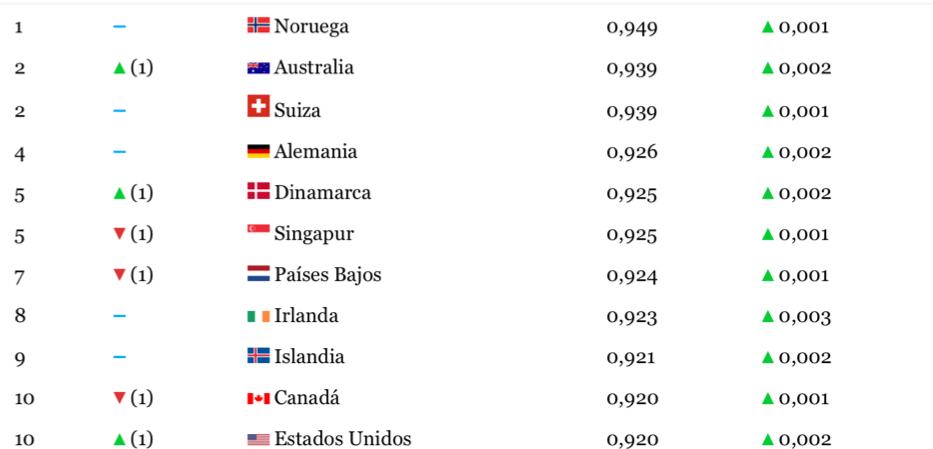 1 – Noruega 0,949 ▲ 0,001
2 ▲ (1) Australia 0,939 ▲ 0,002
2 – Suiza 0,939 ▲ 0,001
4 – Alemania 0,926 ▲ 0,002
5 ▲ (1) Dinamarca 0,925 ▲ 0,002
5 ▼ (1) Singapur 0,925 ▲ 0,001
7 ▼ (1) Países Bajos 0,924 ▲ 0,001
8 – Irlanda 0,923 ▲ 0,003
9 – Islandia 0,921 ▲ 0,002
10 ▼ (1) Canadá 0,920 ▲ 0,001
10 ▲ (1) Estados Unidos 0,920 ▲ 0,002